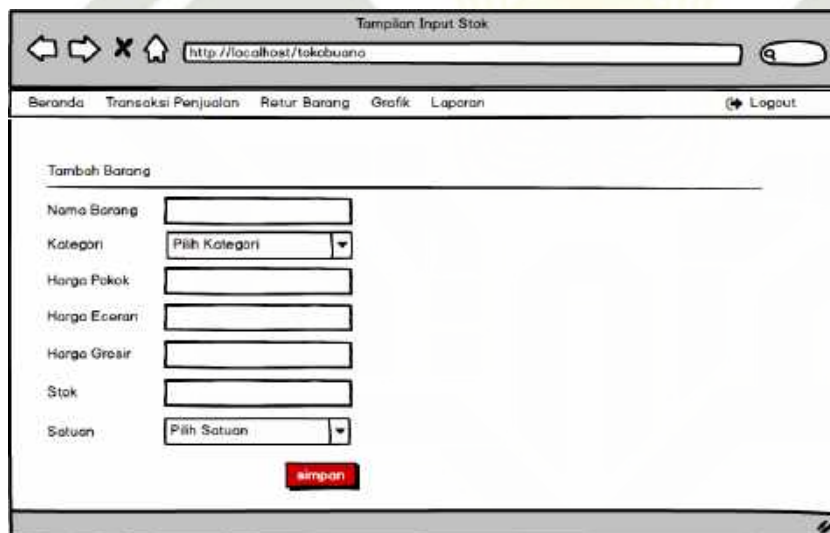 Tampilan Input Stok
http://localhost/tokobuana
Beranda Transaksi Penjualan Retur Barang Grafik Laporan Logout
Tambah Barang
Nama Barang
Kategori Pilih Kategori
Harga Pokok
Harga Eceran
Harga Grosir
Stok
Satuan Pilih Satuan
simpan